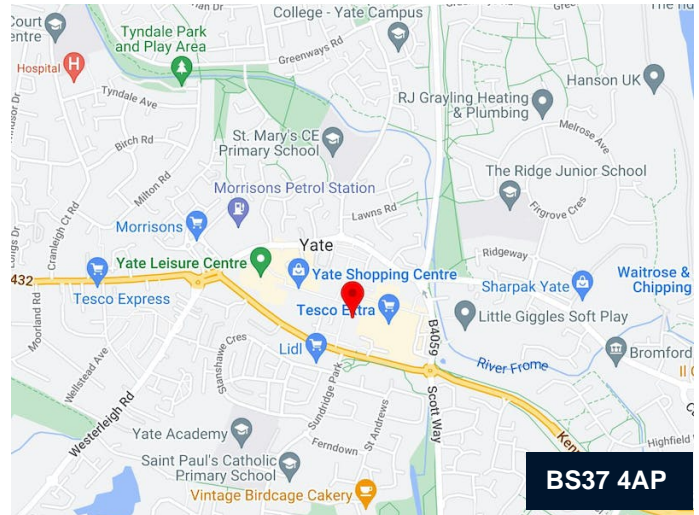 Court
entre
College - Yate Campus
Tyndale Park
and Play Area
Greenways Rd
Hospital
H
Tyndale Ave
Hanson UK
RJ Grayling Heating
& Plumbing
Melrose Ave
Birch Rd
St. Mary's CE
Primary School
The Ridge Junior School
Milton Rd
Morrisons Petrol Station
Fitgrove Cres
Cranleigh Ct Rd
Morrisons
Lawns Rd
Yate
Ridgeway
Yate Leisure Centre
Yate Shopping Centre
432
Tesco Express
Tesco Extra
Sharpak Yate
Waitrose &
Chipping
Moorland Rd
Little Giggles Soft Play
B4059
Lidl
Stanshawe Cres
River Frome
Bromford
Wellstead Ave
Sundridge Park
Scott Way
Westerleigh Rd
St Andrews
Yate Academy
Ferndown
Saint Paul's Catholic
Primary School
Highfield
Vintage Birdcage Cakery
BS37 4AP